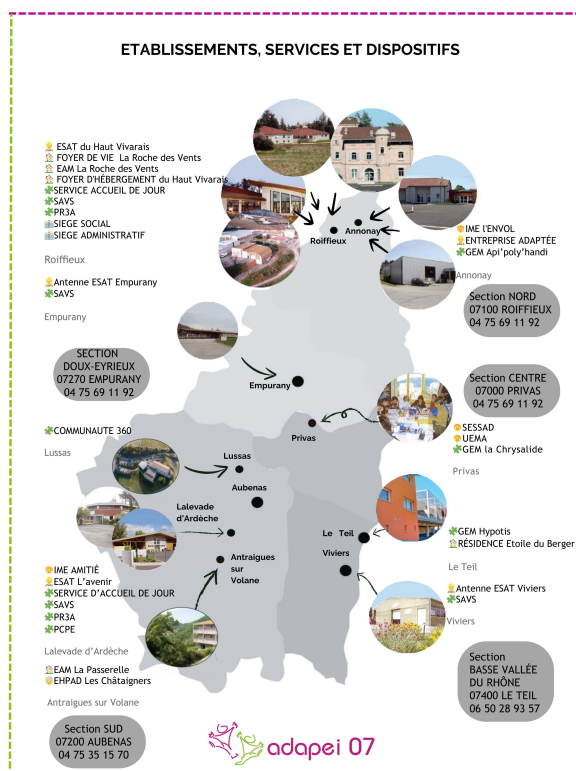 ETABLISSEMENTS, SERVICES ET DISPOSITIFS
ESAT du Haut Vivarais
FOYER DE VIE La Roche des Vents
EAM La Roche des Vents
FOYER D'HÉBERGEMENT du Haut Vivarais
SERVICE ACCUEIL DE JOUR
SAVS
PR3A
SIEGE SOCIAL
SIEGE ADMINISTRATIF
Roiffieux
Antenne ESAT Empurany
SAVS
Empurany
SECTION
DOUX-EYRIEUX
07270 EMPURANY
04 75 69 11 92
Roiffieux
Annonay
IME l'ENVOL
ENTREPRISE ADAPTÉE
GEM Api'poly'handi
Annonay
Section NORD
07100 ROIFFIEUX
04 75 69 11 92
Empurany
Section CENTRE
07000 PRIVAS
04 75 69 11 92
Privas
SESSAD
UEMA
GEM la Chrysalide
Privas
COMMUNAUTE 360
Lussas
Lussas
Aubenas
Lalevade
d'Ardèche
Antraigues
sur
Volane
Le Teil
Viviers
GEM Hypotis
RÉSIDENCE Etoile du Berger
Le Teil
IME AMITIÉ
ESAT L'avenir
SERVICE D'ACCUEIL DE JOUR
SAVS
PR3A
PCPE
Lalevade d'Ardèche
Antenne ESAT Viviers
SAVS
Viviers
EAM La Passerelle
EHPAD Les Châtaigners
Antraigues sur Volane
Section
BASSE VALLÉE
DU RHÔNE
07400 LE TEIL
06 50 28 93 57
Section SUD
07200 AUBENAS
04 75 35 15 70
adapei 07